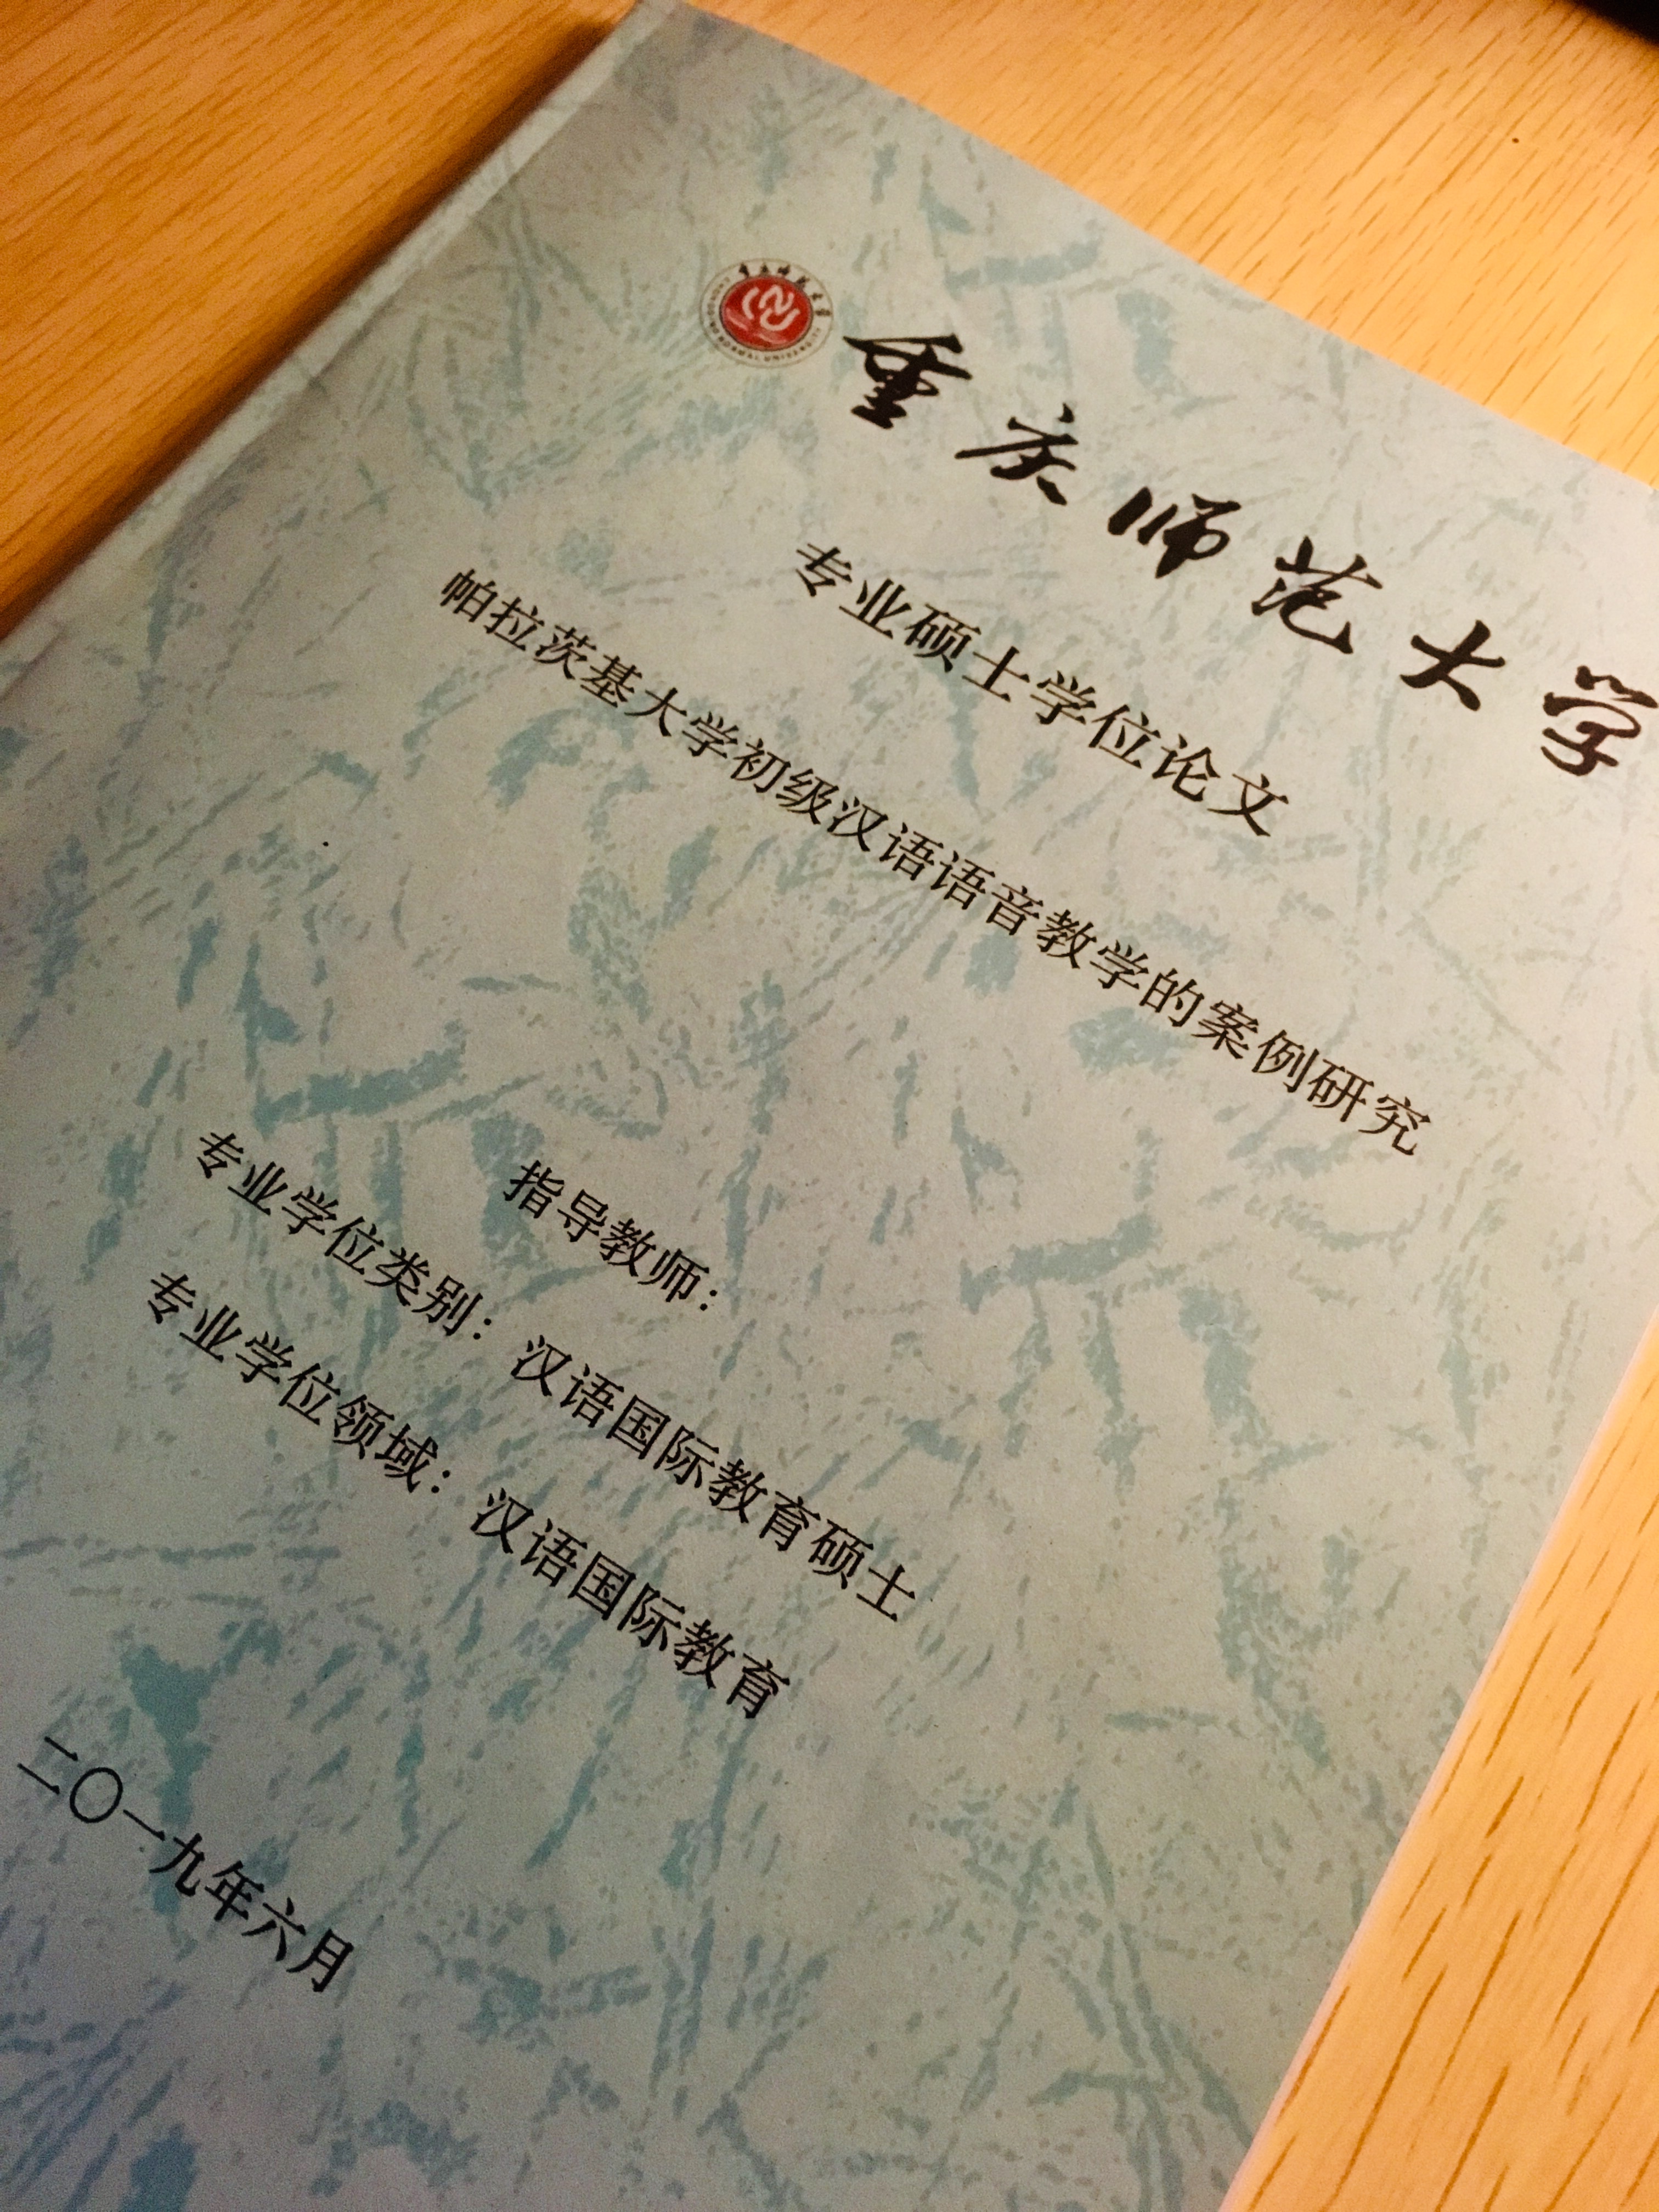 重庆师范大学
专业硕士学位论文
帕拉茨基大学初级汉语语音教学的案例研究
指导教师：
专业学位类别：汉语国际教育硕士
专业学位领域：汉语国际教育
二〇一九年六月